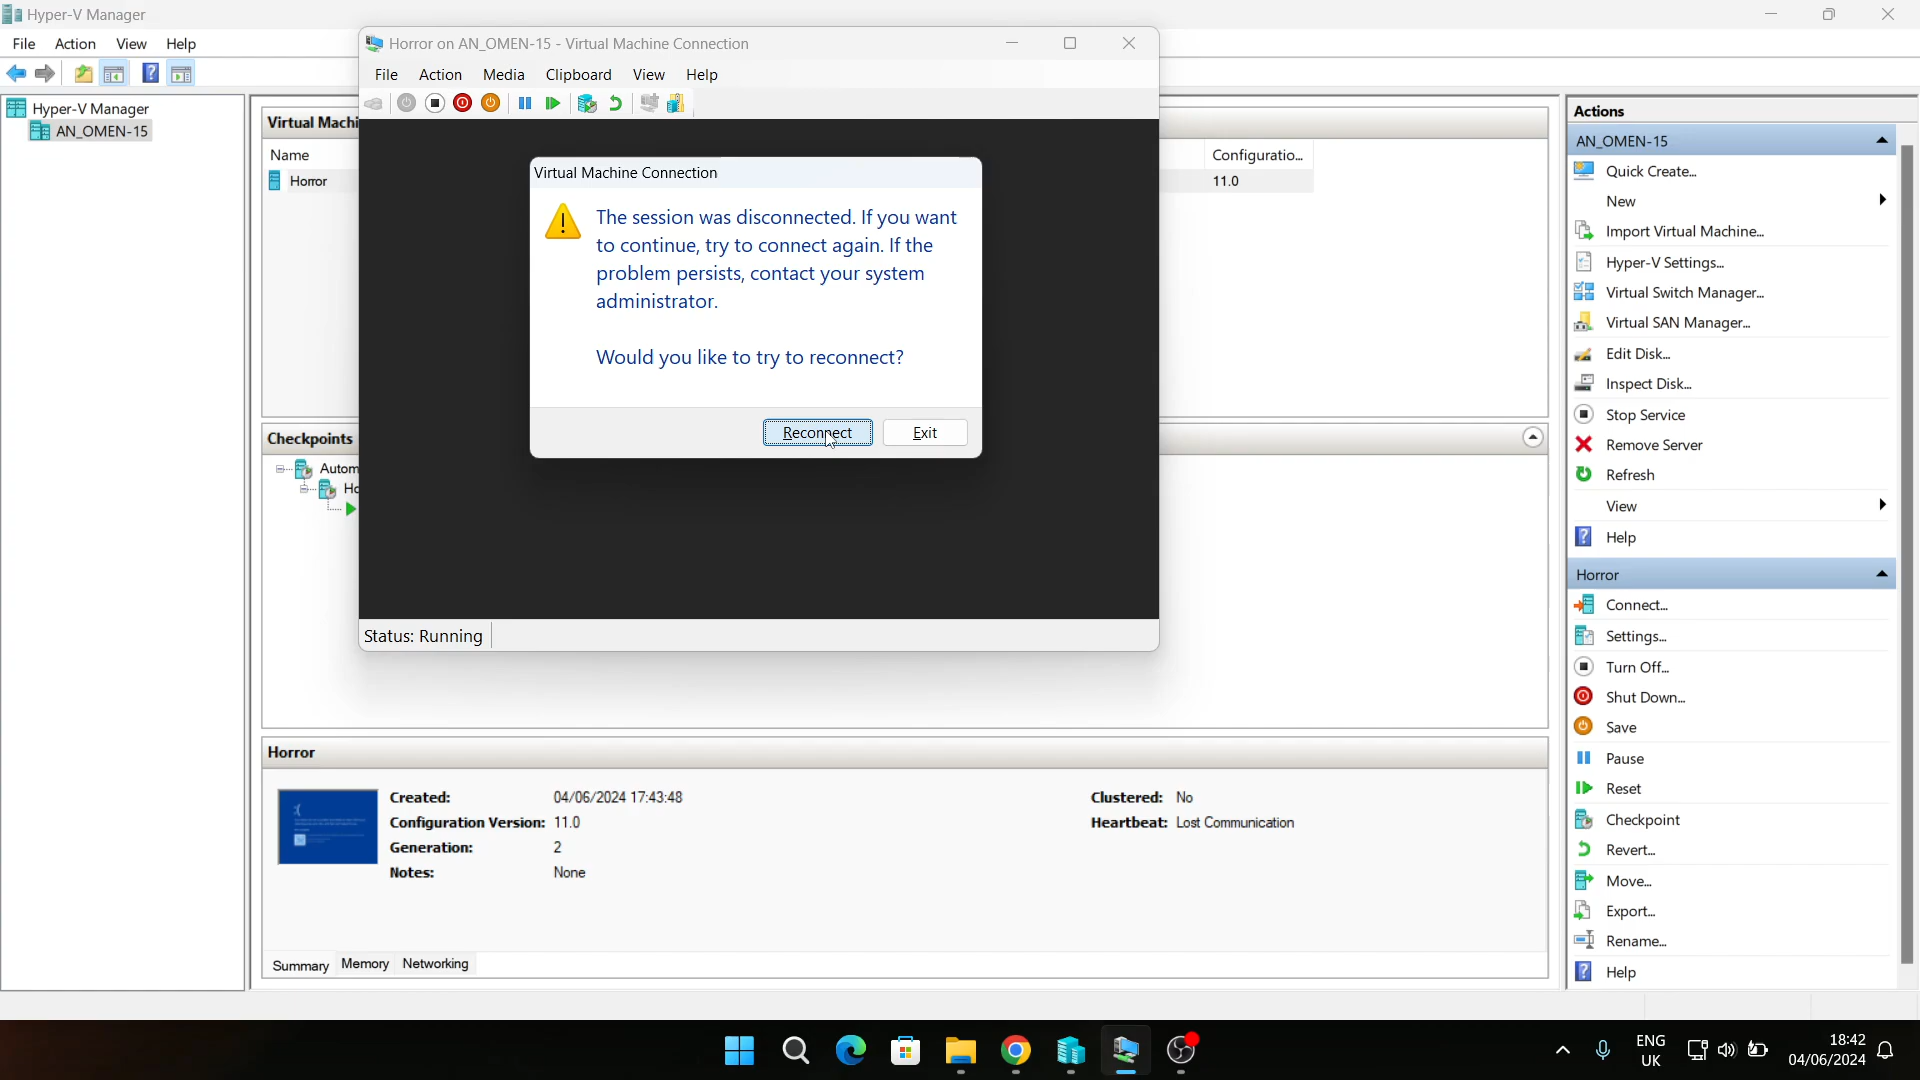 Hyper-V Manager
File Action View Help
Hyper-V Manager
AN_OMEN-15
Virtual Machi
Name
Horror
Configuratio...
11.0
Checkpoints
Autom
Ho
Horror on AN_OMEN-15 - Virtual Machine Connection
File Action Media Clipboard View Help
Virtual Machine Connection
The session was disconnected. If you want
to continue, try to connect again. If the
problem persists, contact your system
administrator.
Would you like to try to reconnect?
Reconnect Exit
Status: Running
Horror
Created: 04/06/2024 17:43:48
Configuration Version: 11.0
Generation: 2
Notes: None
Clustered: No
Heartbeat: Lost Communication
Summary Memory Networking
Actions
AN_OMEN-15
Quick Create...
New
Import Virtual Machine...
Hyper-V Settings...
Virtual Switch Manager...
Virtual SAN Manager...
Edit Disk...
Inspect Disk...
Stop Service
Remove Server
Refresh
View
Help
Horror
Connect...
Settings...
Turn Off...
Shut Down...
Save
Pause
Reset
Checkpoint
Revert...
Move...
Export...
Rename...
Help
ENG
UK
18:42
04/06/2024